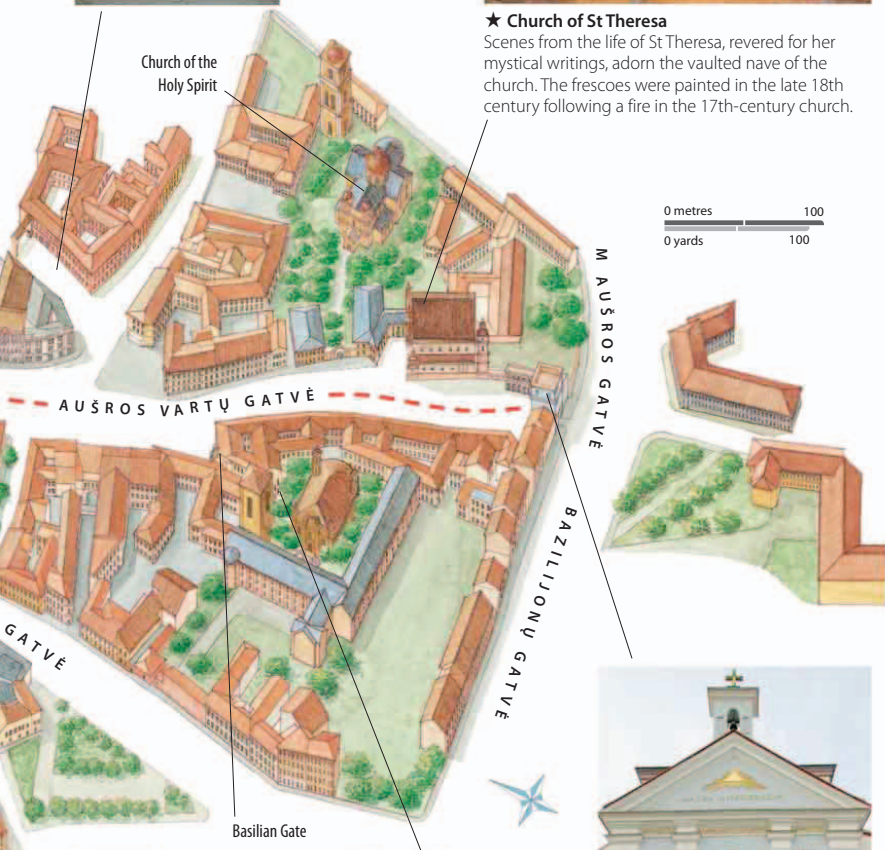 ★ Church of St Theresa
Scenes from the life of St Theresa, revered for her
mystical writings, adorn the vaulted nave of the
church. The frescoes were painted in the late 18th
century following a fire in the 17th-century church.
Church of the
Holy Spirit
0 metres 100
0 yards 100
M AUŠROS GATVĖ
AUŠROS VARTŲ GATVĖ
BAZILIJONŲ GATVĖ
GATVĖ
Basilian Gate